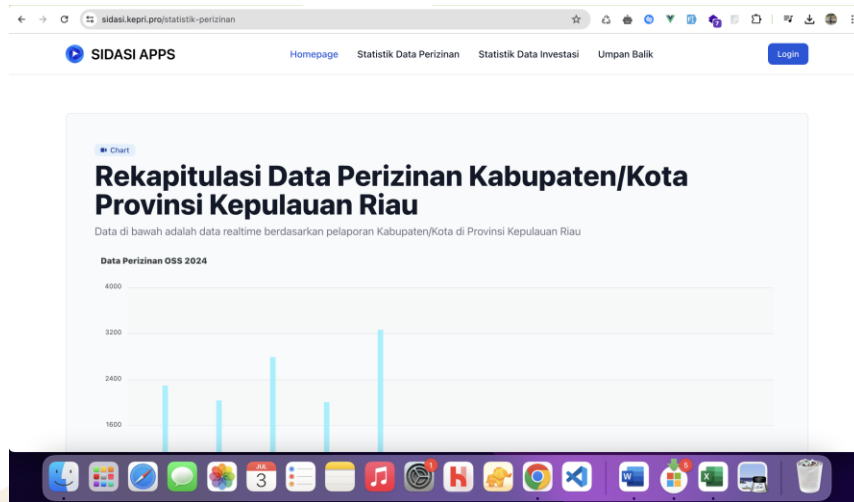 sidasi.kepri.pro/statistik-perizinan
SIDASI APPS
Homepage
Statistik Data Perizinan
Statistik Data Investasi
Umpan Balik
Login
Chart
Rekapitulasi Data Perizinan Kabupaten/Kota
Provinsi Kepulauan Riau
Data di bawah adalah data realtime berdasarkan pelaporan Kabupaten/Kota di Provinsi Kepulauan Riau
Data Perizinan OSS 2024
4000
3200
2400
1600
JUL
3
1
5